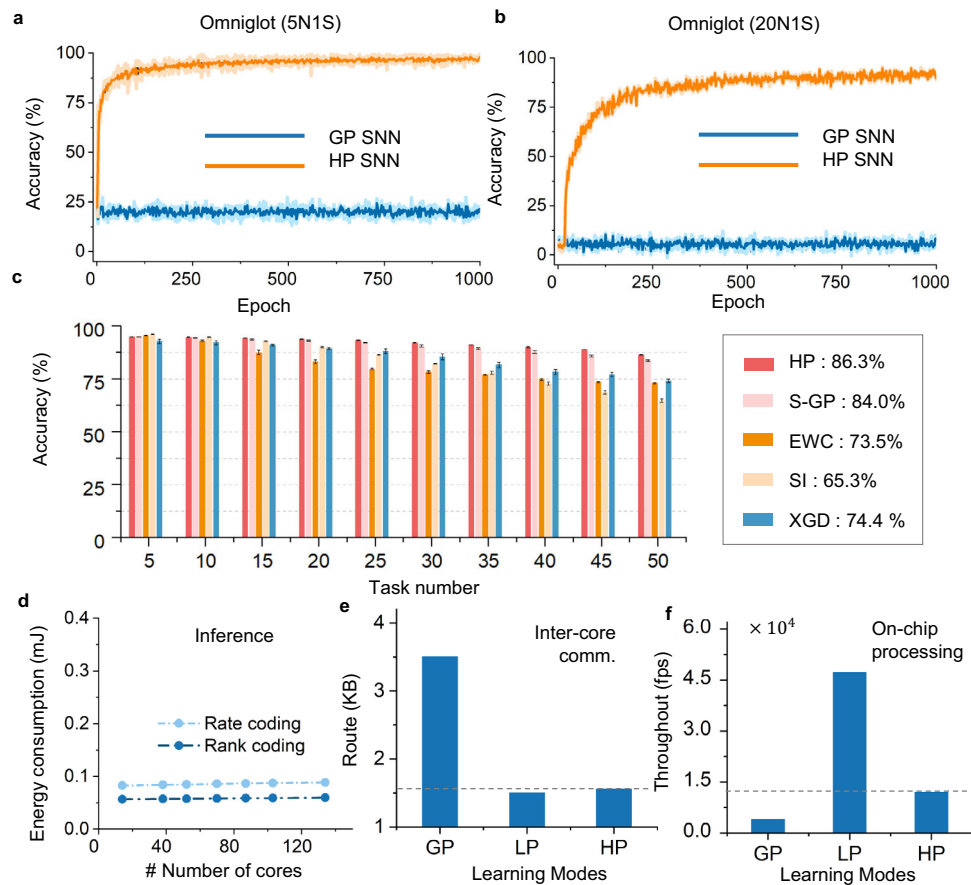 a
Omniglot (5N1S)
100
75
50
25
0
Accuracy (%)
GP SNN
HP SNN
0
250
500
750
1000
Epoch
b
Omniglot (20N1S)
100
75
50
25
0
Accuracy (%)
GP SNN
HP SNN
0
250
500
750
1000
Epoch
c
100
75
50
25
0
Accuracy (%)
5
10
15
20
25
30
35
40
45
50
Task number
HP : 86.3%
S-GP : 84.0%
EWC : 73.5%
SI : 65.3%
XGD : 74.4 %
d
Inference
0.4
0.3
0.2
0.1
0.0
Energy consumption (mJ)
Rate coding
Rank coding
0
40
80
120
# Number of cores
e
4
3
2
1
Route (KB)
Inter-core
comm.
GP
LP
HP
Learning Modes
f
6.0
4.5
3.0
1.5
0.0
× 10⁴
Throughout (fps)
On-chip
processing
GP
LP
HP
Learning Modes